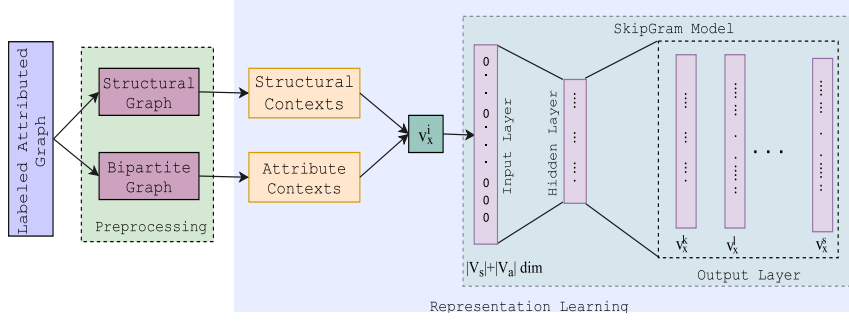 Labeled Attributed
Graph
Structural
Graph
Bipartite
Graph
Preprocessing
Structural
Contexts
Attribute
Contexts
v_x^i
SkipGram Model
Input Layer
|V_s|+|V_a| dim
Hidden Layer
v_x^k
v_x^l
v_x^s
Output Layer
Representation Learning